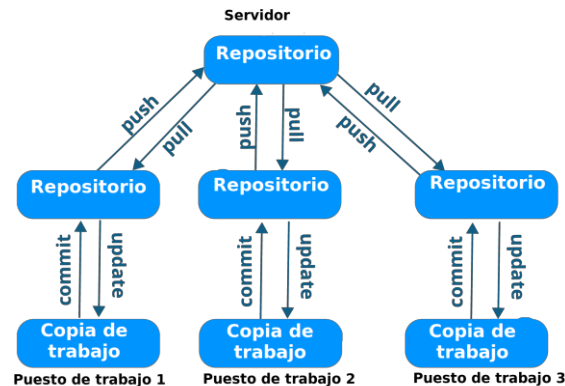 Servidor
Repositorio
push
pull
push
pull
push
pull
Repositorio
Repositorio
Repositorio
commit
update
commit
update
commit
update
Copia de
trabajo
Copia de
trabajo
Copia de
trabajo
Puesto de trabajo 1
Puesto de trabajo 2
Puesto de trabajo 3